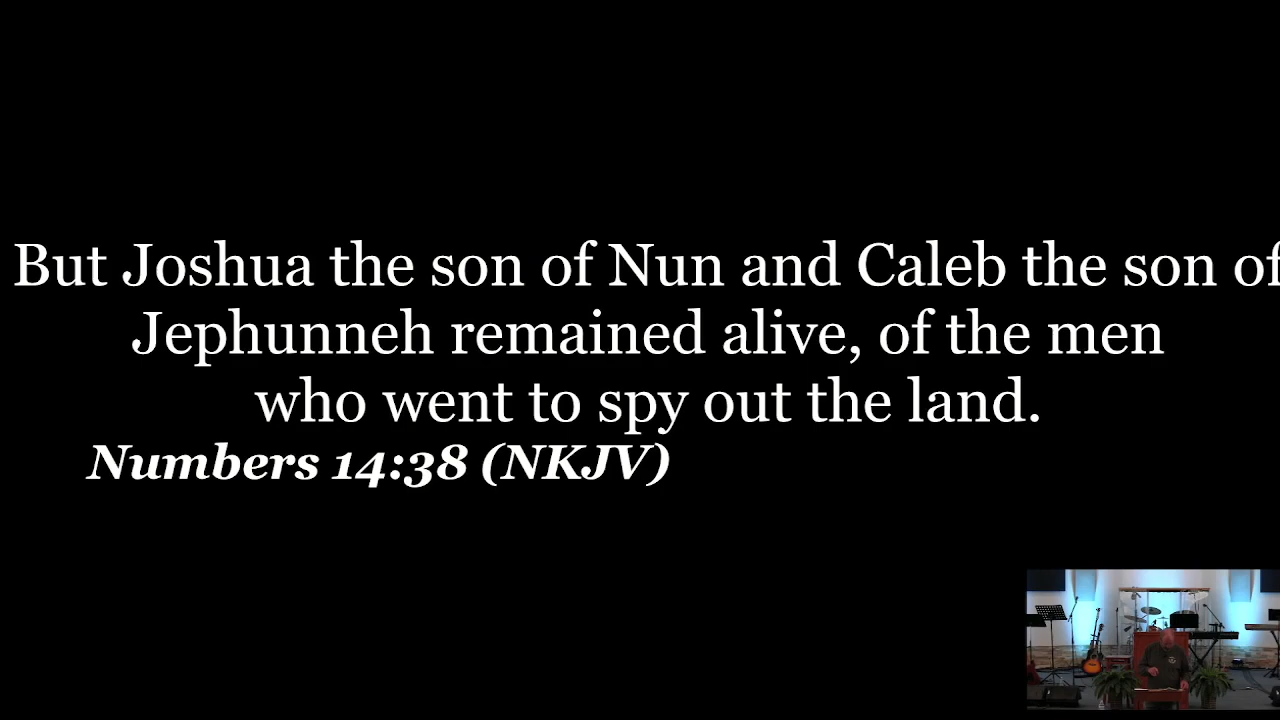 But Joshua the son of Nun and Caleb the son of
Jephunneh remained alive, of the men
who went to spy out the land.
Numbers 14:38 (NKJV)